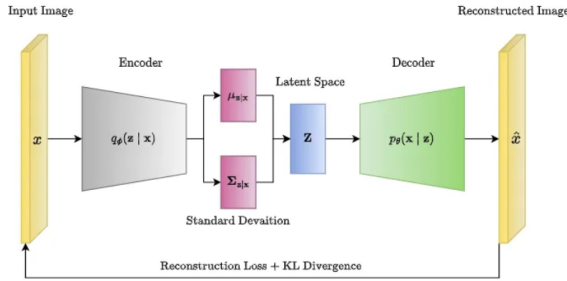 Input Image
Reconstructed Image
Encoder
Decoder
Latent Space
x
qϕ(z | x)
μz|x
Σz|x
Z
pθ(x | z)
x̂
Standard Devaition
Reconstruction Loss + KL Divergence